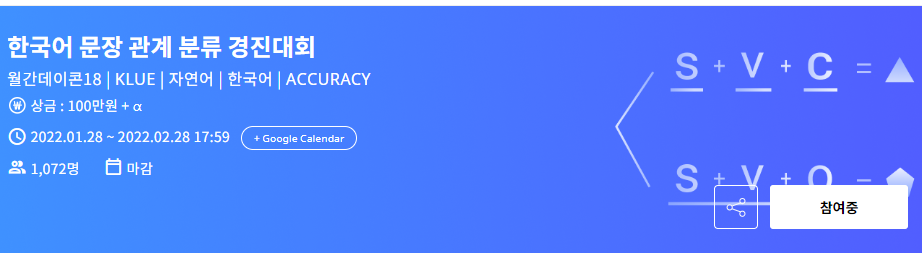 한국어 문장 관계 분류 경진대회
월간데이콘18 | KLUE | 자연어 | 한국어 | ACCURACY
상금 : 100만원 + α
2022.01.28 ~ 2022.02.28 17:59 + Google Calendar
1,072명 마감
S + V + C =
S + V + O =
참여중